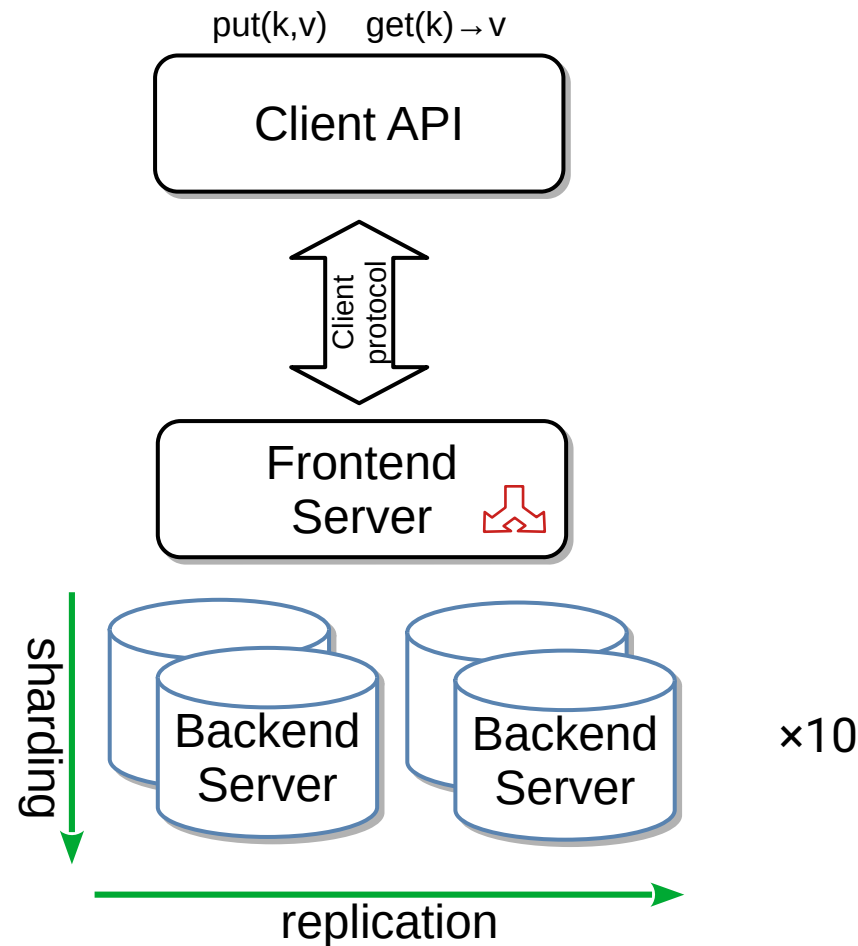 put(k,v) get(k)→v
Client API
Client
protocol
Frontend
Server
sharding
Backend
Server
Backend
Server
×10
replication